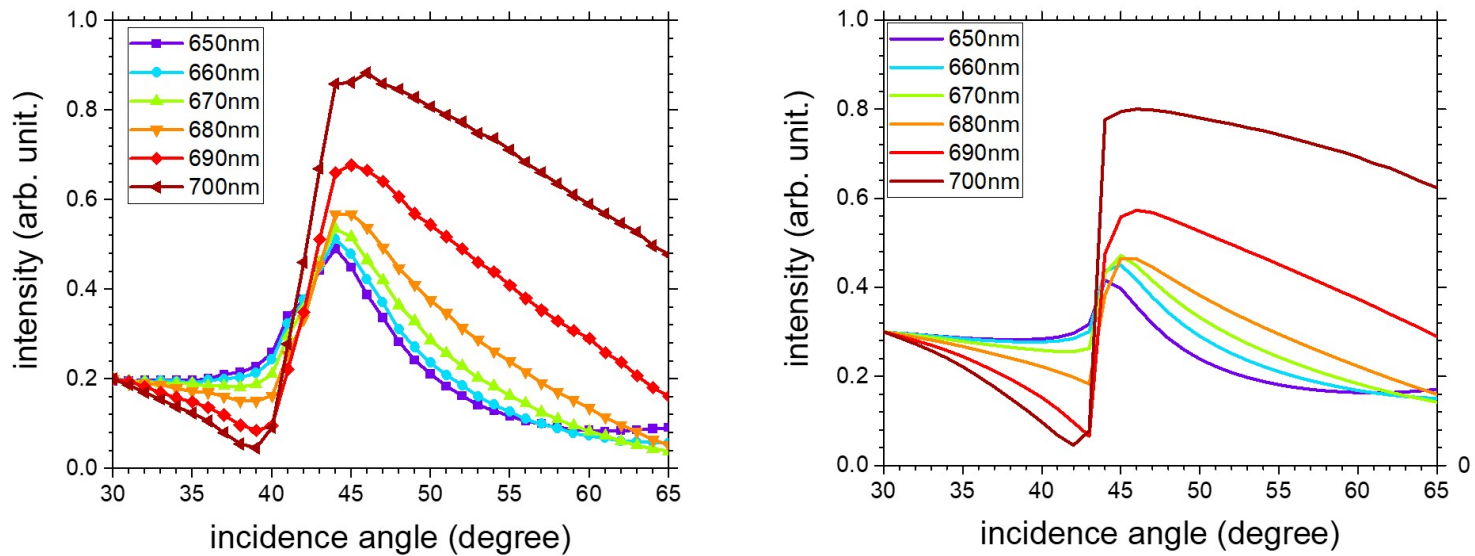 1.0
0.8
0.6
0.4
0.2
0.0
intensity (arb. unit.)
650nm
660nm
670nm
680nm
690nm
700nm
30 35 40 45 50 55 60 65
incidence angle (degree)
1.0
0.8
0.6
0.4
0.2
0.0
intensity (arb. unit.)
650nm
660nm
670nm
680nm
690nm
700nm
0
30 35 40 45 50 55 60 65
incidence angle (degree)